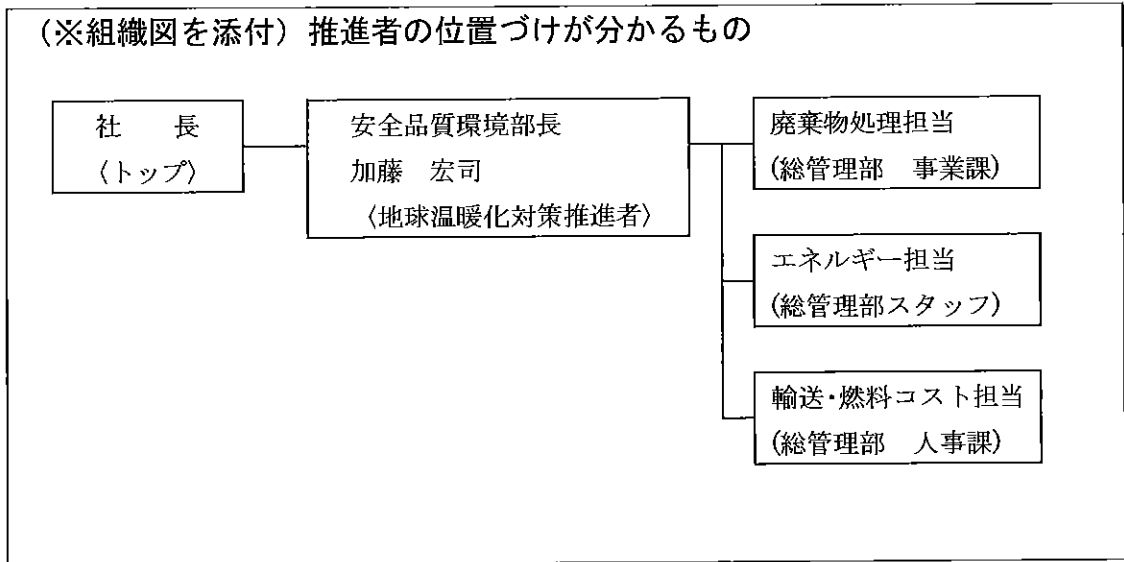 (※組織図を添付) 推進者の位置づけが分かるもの
社　長
〈トップ〉
安全品質環境部長
加藤　宏司
〈地球温暖化対策推進者〉
廃棄物処理担当
(総管理部　事業課)
エネルギー担当
(総管理部スタッフ)
輸送・燃料コスト担当
(総管理部　人事課)